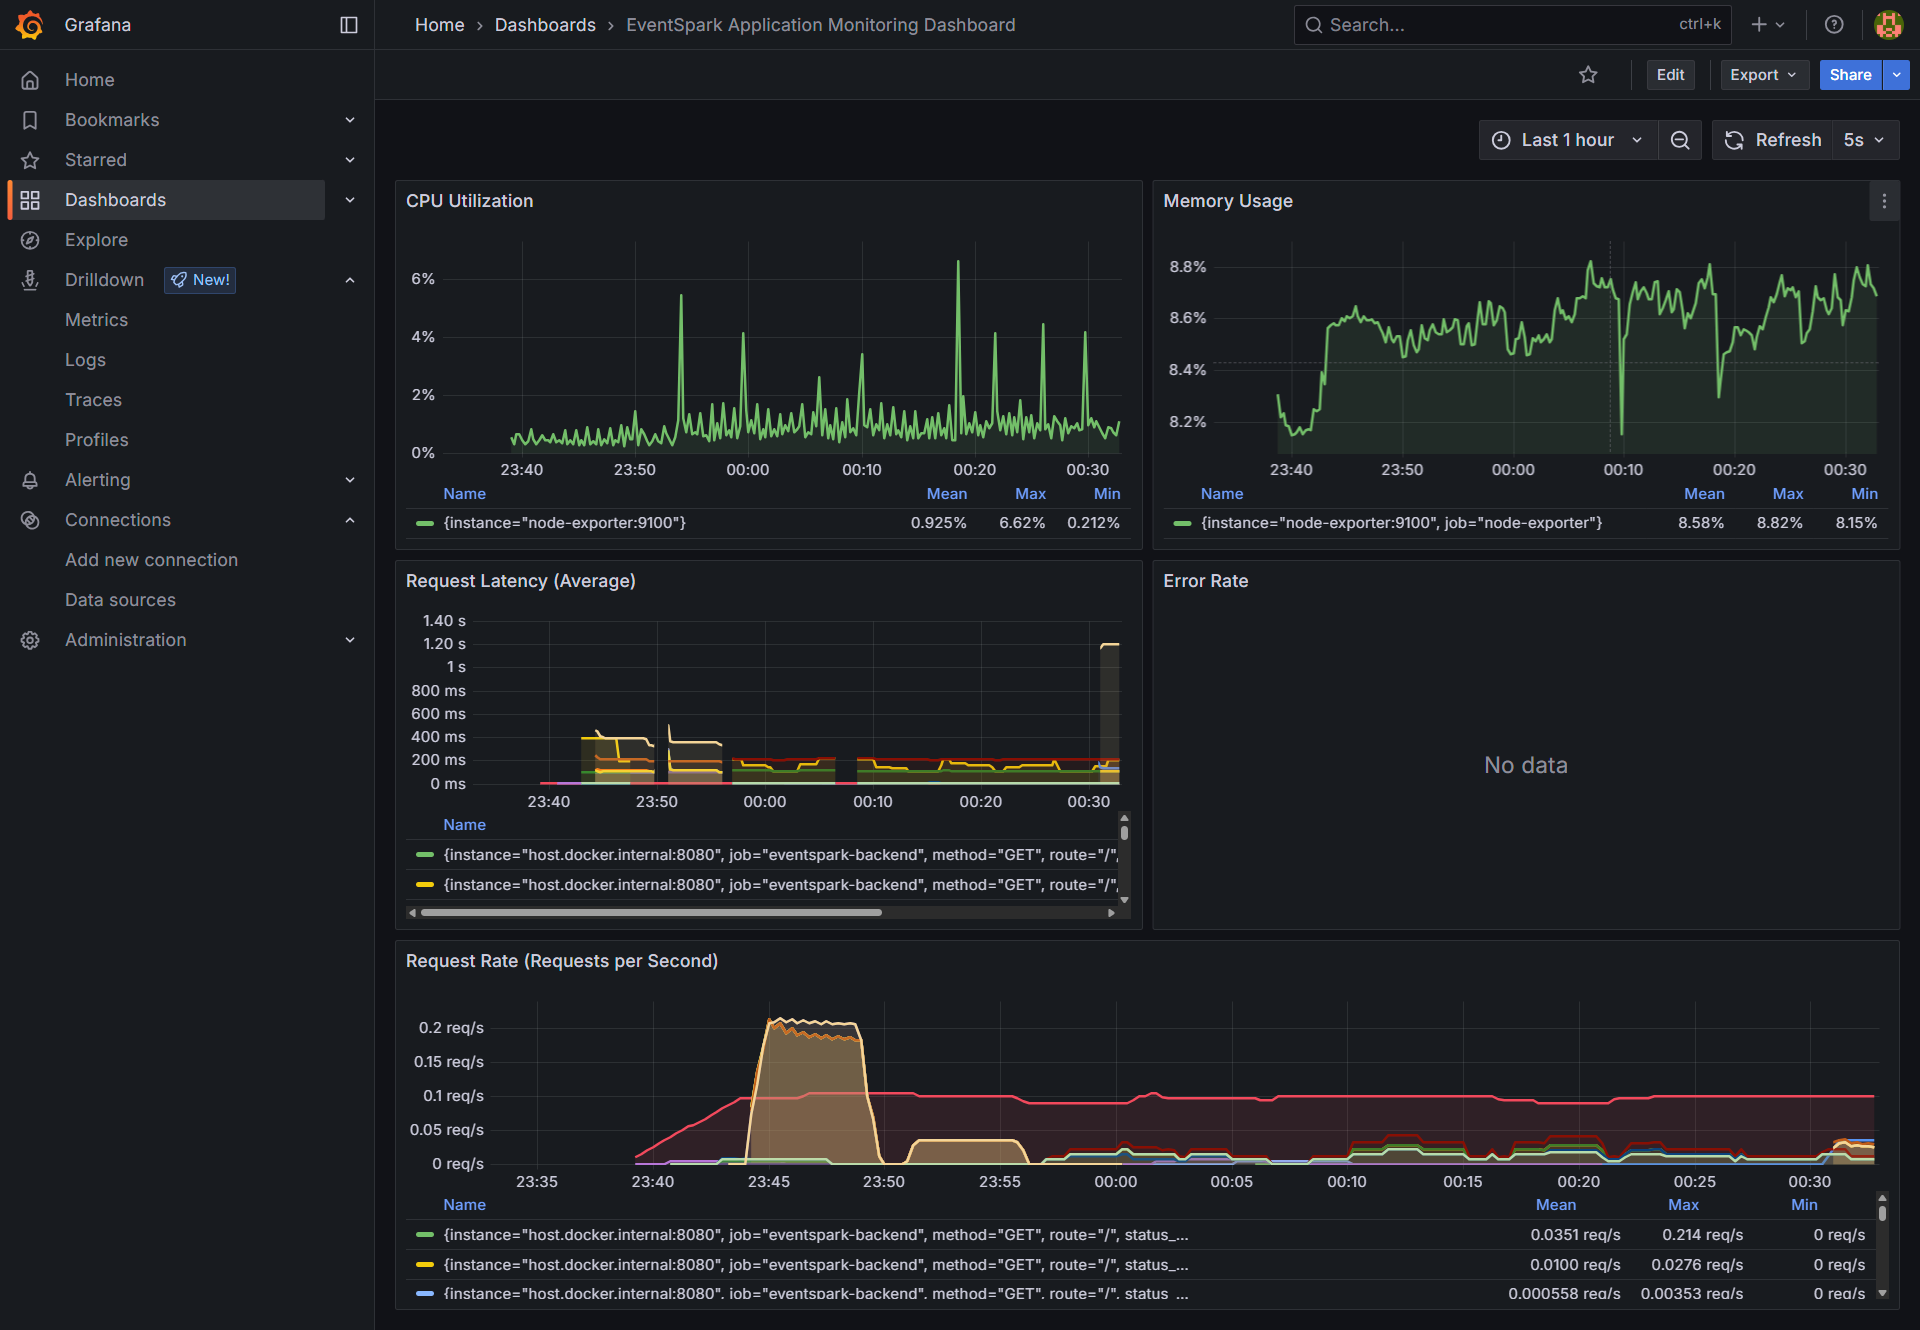 Grafana
Home › Dashboards › EventSpark Application Monitoring Dashboard
Search... ctrl+k
Edit
Export
Share
Home
Bookmarks
Starred
Dashboards
Explore
Drilldown New!
Metrics
Logs
Traces
Profiles
Alerting
Connections
Add new connection
Data sources
Administration
Last 1 hour
Refresh 5s
CPU Utilization
6%
4%
2%
0%
23:40 23:50 00:00 00:10 00:20 00:30
Name Mean Max Min
{instance="node-exporter:9100"} 0.925% 6.62% 0.212%
Memory Usage
8.8%
8.6%
8.4%
8.2%
23:40 23:50 00:00 00:10 00:20 00:30
Name Mean Max Min
{instance="node-exporter:9100", job="node-exporter"} 8.58% 8.82% 8.15%
Request Latency (Average)
1.40 s
1.20 s
1 s
800 ms
600 ms
400 ms
200 ms
0 ms
23:40 23:50 00:00 00:10 00:20 00:30
Name
{instance="host.docker.internal:8080", job="eventspark-backend", method="GET", route="/",
{instance="host.docker.internal:8080", job="eventspark-backend", method="GET", route="/",
Error Rate
No data
Request Rate (Requests per Second)
0.2 req/s
0.15 req/s
0.1 req/s
0.05 req/s
0 req/s
23:35 23:40 23:45 23:50 23:55 00:00 00:05 00:10 00:15 00:20 00:25 00:30
Name Mean Max Min
{instance="host.docker.internal:8080", job="eventspark-backend", method="GET", route="/", status_... 0.0351 req/s 0.214 req/s 0 req/s
{instance="host.docker.internal:8080", job="eventspark-backend", method="GET", route="/", status_... 0.0100 req/s 0.0276 req/s 0 req/s
{instance="host.docker.internal:8080", job="eventspark-backend", method="GET", route="/", status_... 0.000558 req/s 0.00353 req/s 0 req/s